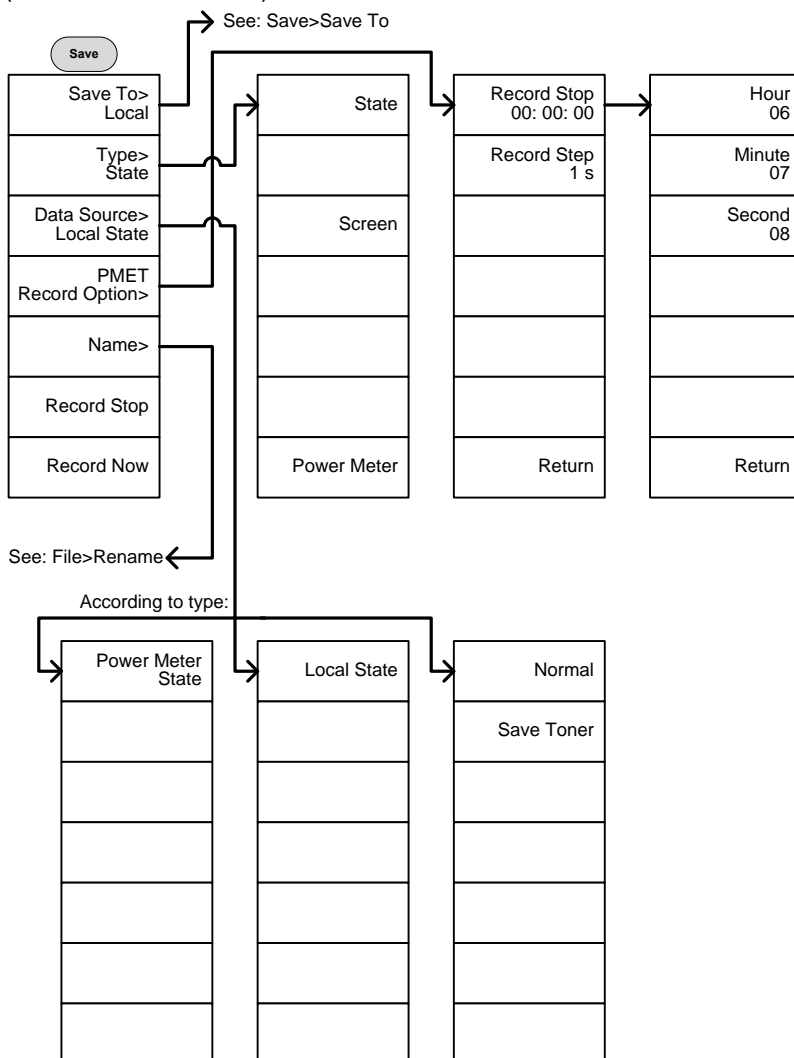 See: Save>Save To
Save
Save To>
Local
Type>
State
Data Source>
Local State
PMET
Record Option>
Name>
Record Stop
Record Now
State
Screen
Power Meter
Record Stop
00: 00: 00
Record Step
1 s
Return
Hour
06
Minute
07
Second
08
Return
See: File>Rename
According to type:
Power Meter
State
Local State
Normal
Save Toner